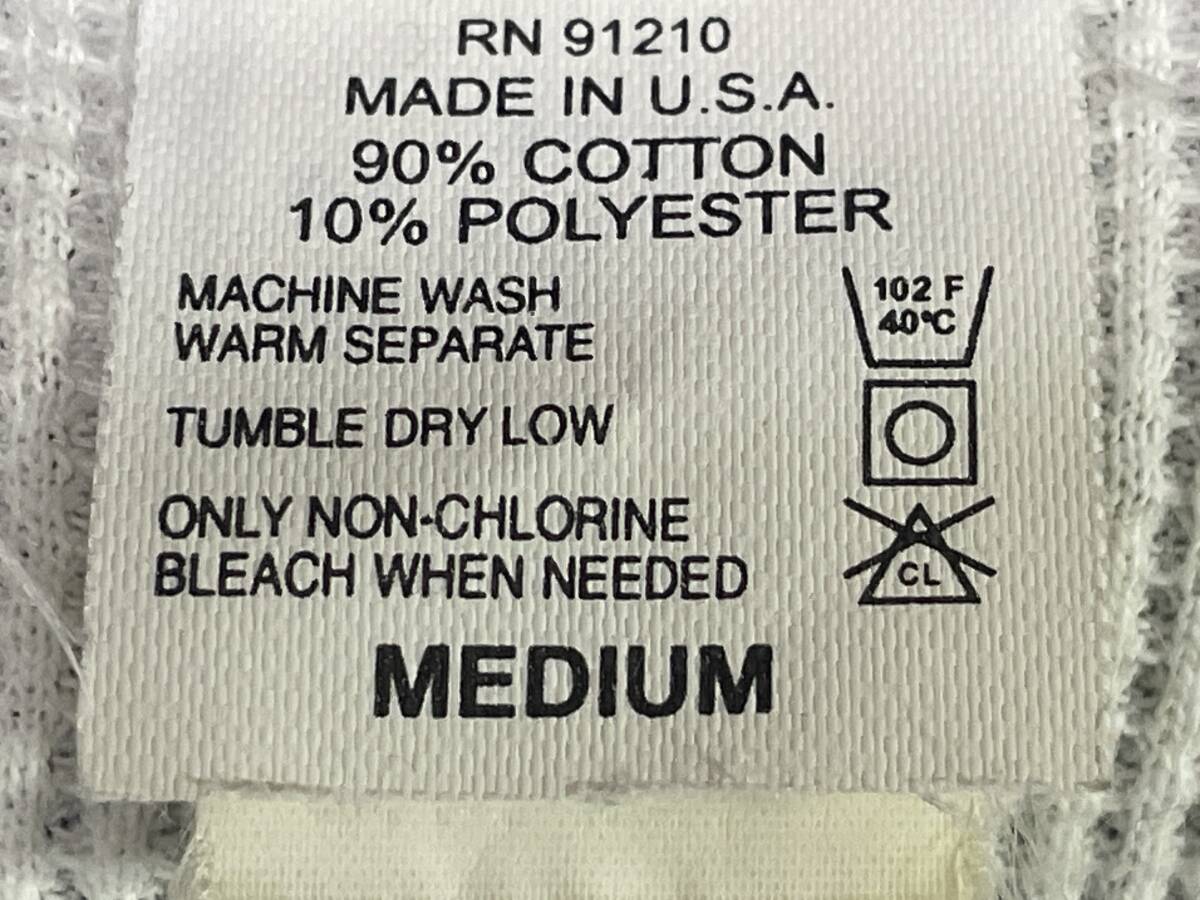 RN 91210
MADE IN U.S.A.
90% COTTON
10% POLYESTER
MACHINE WASH
WARM SEPARATE
102 F
40°C
TUMBLE DRY LOW
ONLY NON-CHLORINE
BLEACH WHEN NEEDED
CL
MEDIUM